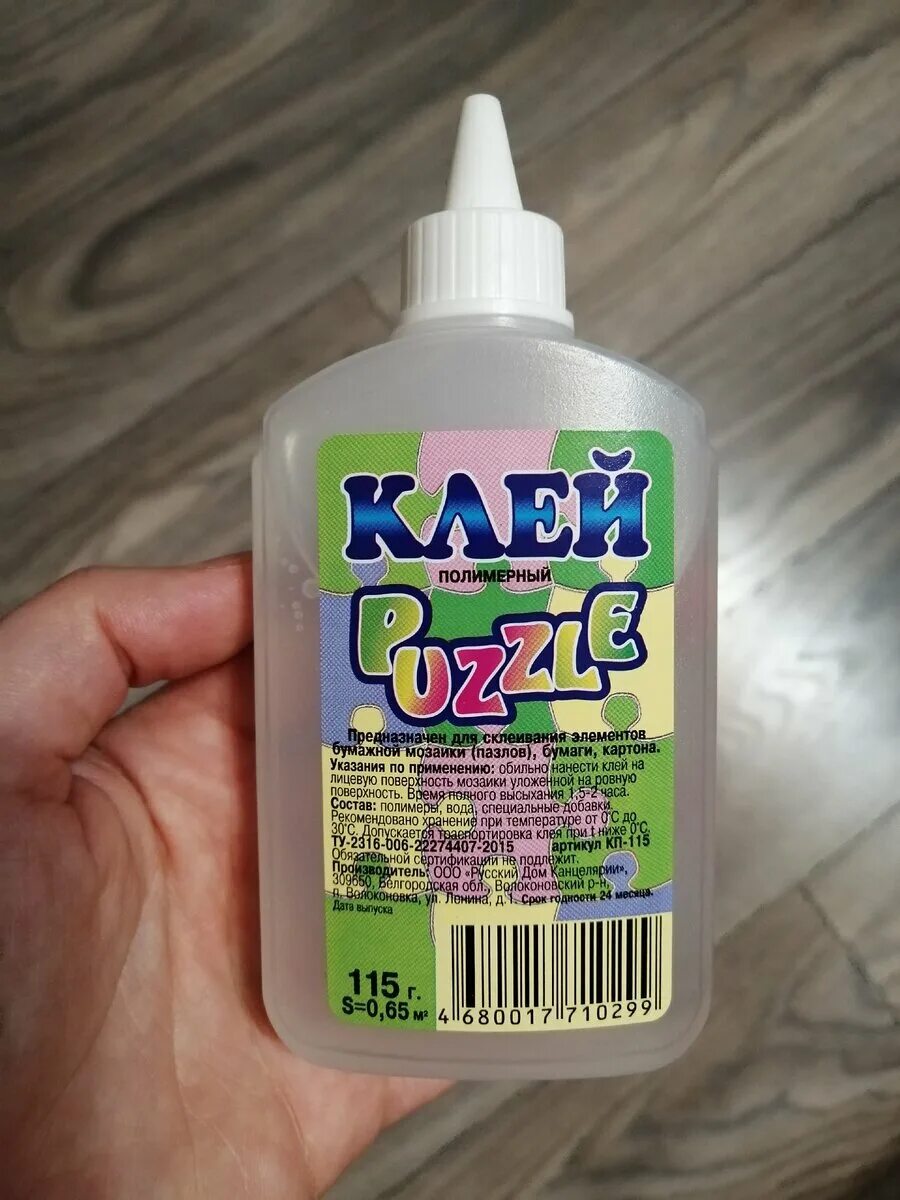 КЛЕЙ
ПОЛИМЕРНЫЙ
PUZZLE
Предназначен для склеивания элементов
бумажной мозаики (пазлов), бумаги, картона.
Указания по применению: обильно нанести клей на
лицевую поверхность мозаики уложенной на ровную
поверхность. Время полного высыхания 1,5-2 часа.
Состав: полимеры, вода, специальные добавки.
Рекомендовано хранение при температуре от 0°С до
30°С. Допускается траспортировка клея при t ниже 0°С.
ТУ-2316-006-22274407-2015 артикул КП-115
Обязательной сертификации не подлежит.
Производитель: ООО «Русский Дом Канцелярии»,
309650, Белгородская обл., Волоконовский р-н,
п. Волоконовка, ул. Ленина, д.1 Срок годности 24 месяца.
Дата выпуска
115 г.
S=0,65 м²
4 680017 710299